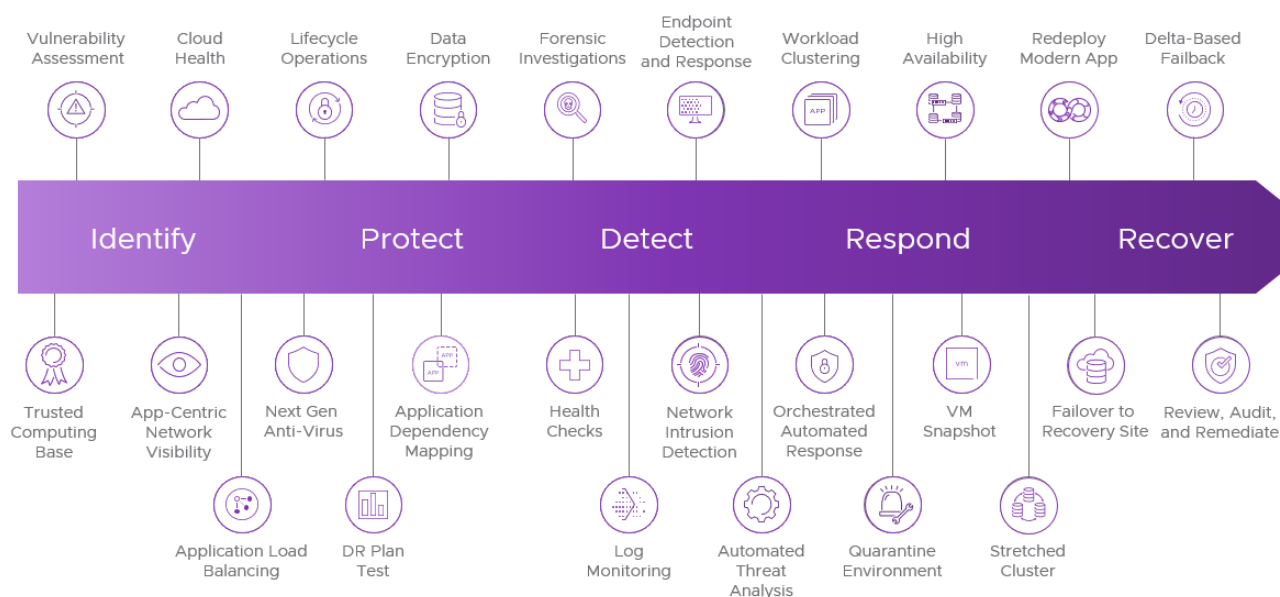 Vulnerability
Assessment
Cloud
Health
Lifecycle
Operations
Data
Encryption
Forensic
Investigations
Endpoint
Detection
and Response
Workload
Clustering
High
Availability
Redeploy
Modern App
Delta-Based
Failback
APP
Identify
Protect
Detect
Respond
Recover
APP
APP
vm
Trusted
Computing
Base
App-Centric
Network
Visibility
Next Gen
Anti-Virus
Application
Dependency
Mapping
Health
Checks
Network
Intrusion
Detection
Orchestrated
Automated
Response
VM
Snapshot
Failover to
Recovery Site
Review, Audit,
and Remediate
Application Load
Balancing
DR Plan
Test
Log
Monitoring
Automated
Threat
Analysis
Quarantine
Environment
Stretched
Cluster